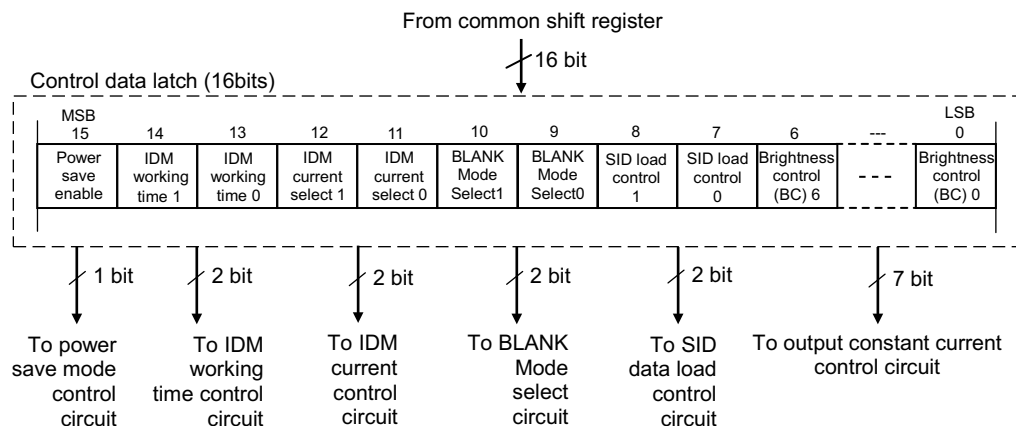 From common shift register
16 bit
Control data latch (16bits)
MSB
LSB
15
14
13
12
11
10
9
8
7
6
---
0
Power
save
enable
IDM
working
time 1
IDM
working
time 0
IDM
current
select 1
IDM
current
select 0
BLANK
Mode
Select1
BLANK
Mode
Select0
SID load
control
1
SID load
control
0
Brightness
control
(BC) 6
---
Brightness
control
(BC) 0
1 bit
2 bit
2 bit
2 bit
2 bit
7 bit
To power
save mode
control
circuit
To IDM
working
time control
circuit
To IDM
current
control
circuit
To BLANK
Mode
select
circuit
To SID
data load
control
circuit
To output constant current
control circuit